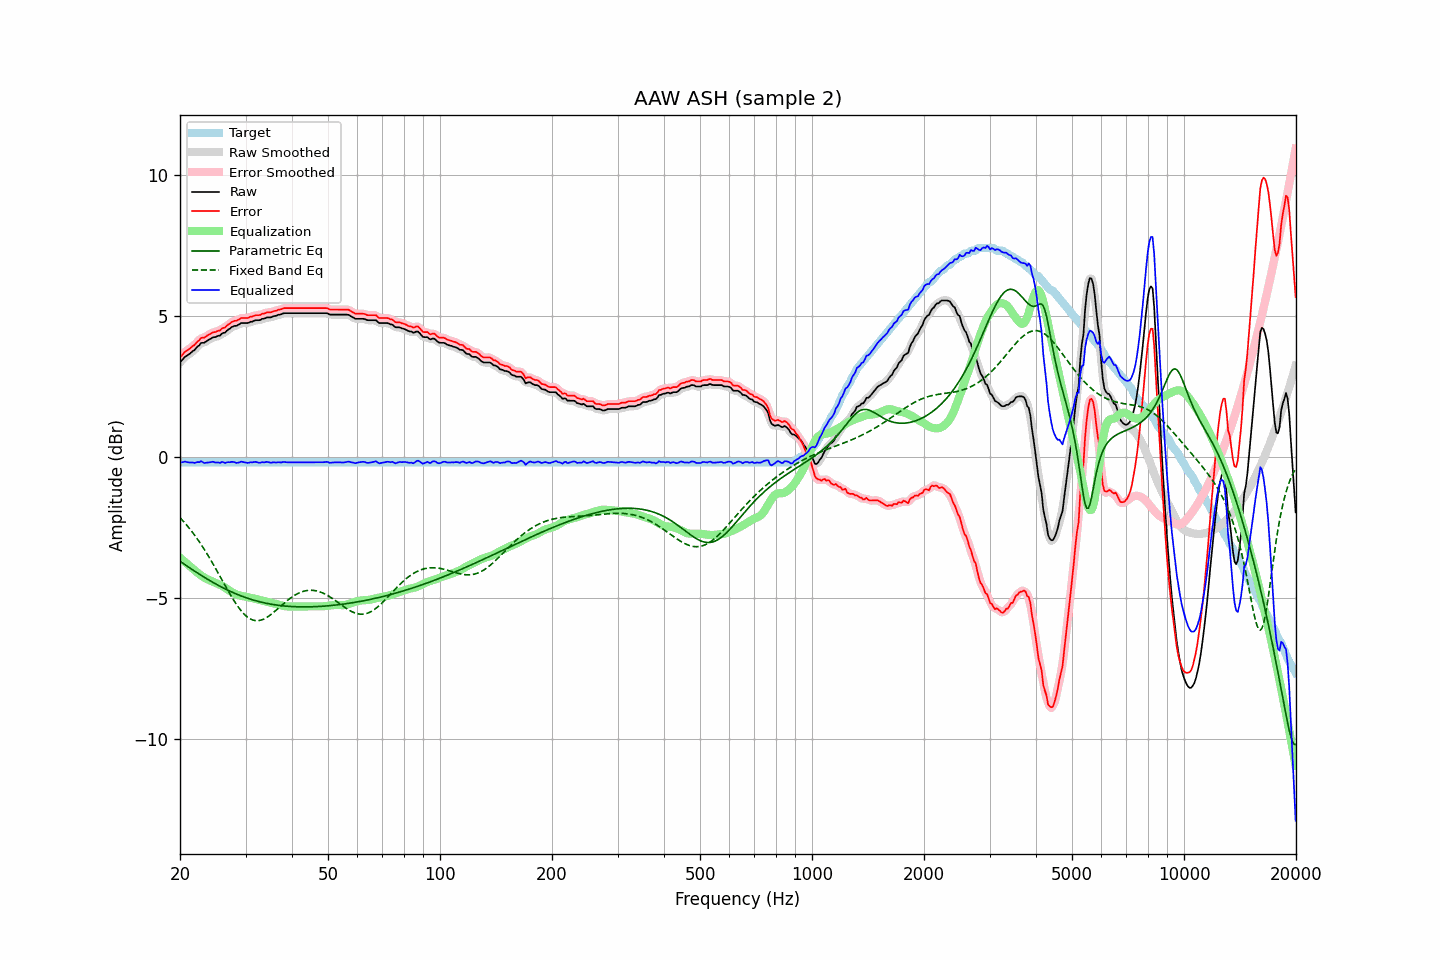 AAW ASH (sample 2)
Target
Raw Smoothed
Error Smoothed
Raw
Error
Equalization
Parametric Eq
Fixed Band Eq
Equalized
10
5
0
−5
−10
Amplitude (dBr)
20
50
100
200
500
1000
2000
5000
10000
20000
Frequency (Hz)